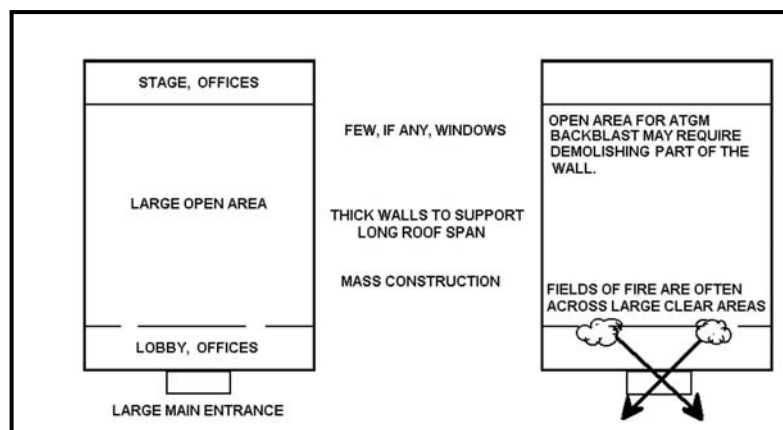 STAGE, OFFICES
LARGE OPEN AREA
LOBBY, OFFICES
LARGE MAIN ENTRANCE
FEW, IF ANY, WINDOWS
THICK WALLS TO SUPPORT
LONG ROOF SPAN
MASS CONSTRUCTION
OPEN AREA FOR ATGM
BACKBLAST MAY REQUIRE
DEMOLISHING PART OF THE
WALL.
FIELDS OF FIRE ARE OFTEN
ACROSS LARGE CLEAR AREAS